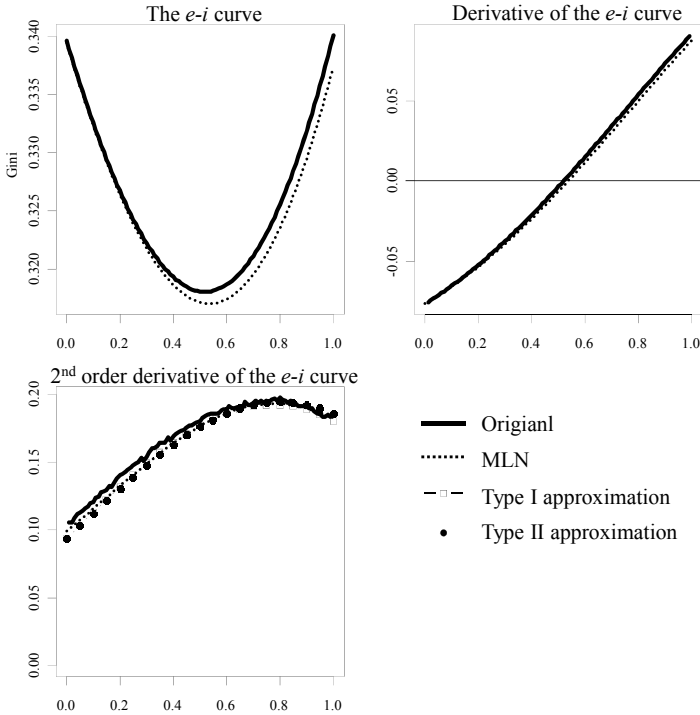 The e-i curve
Derivative of the e-i curve
Gini
0.340
0.335
0.330
0.325
0.320
0.0 0.2 0.4 0.6 0.8 1.0
0.05
0.00
-0.05
0.0 0.2 0.4 0.6 0.8 1.0
2nd order derivative of the e-i curve
0.20
0.15
0.10
0.05
0.00
0.0 0.2 0.4 0.6 0.8 1.0
Origianl
MLN
Type I approximation
Type II approximation